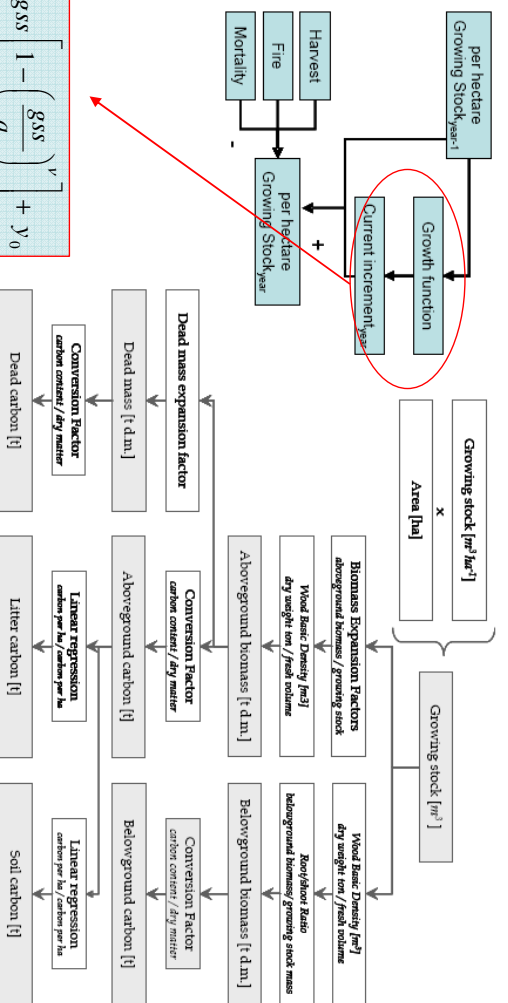 per hectare
Growing Stock year-1
Growth function
Current increment year
Harvest
Fire
Mortality
-
+
per hectare
Growing Stock year
gss [ 1 − ( gss
)^ν ] + y₀
Growing stock [m³ ha⁻¹]
x
Area [ha]
Growing stock [m³ ]
Biomass Expansion Factors
aboveground biomass / growing stock
Wood Basic Density [m3]
dry weight ton / fresh volume
Wood Basic Density [m³]
dry weight ton / fresh volume
Root/shoot Ratio
belowground biomass/ growing stock mass
Aboveground biomass [t d.m.]
Belowground biomass [t d.m.]
Dead mass expansion factor
Conversion Factor
carbon content / dry matter
Conversion Factor
carbon content / dry matter
Dead mass [t d.m.]
Aboveground carbon [t]
Belowground carbon [t]
Conversion Factor
carbon content / dry matter
Linear regression
carbon per ha / carbon per ha
Linear regression
carbon per ha / carbon per ha
Dead carbon [t]
Litter carbon [t]
Soil carbon [t]